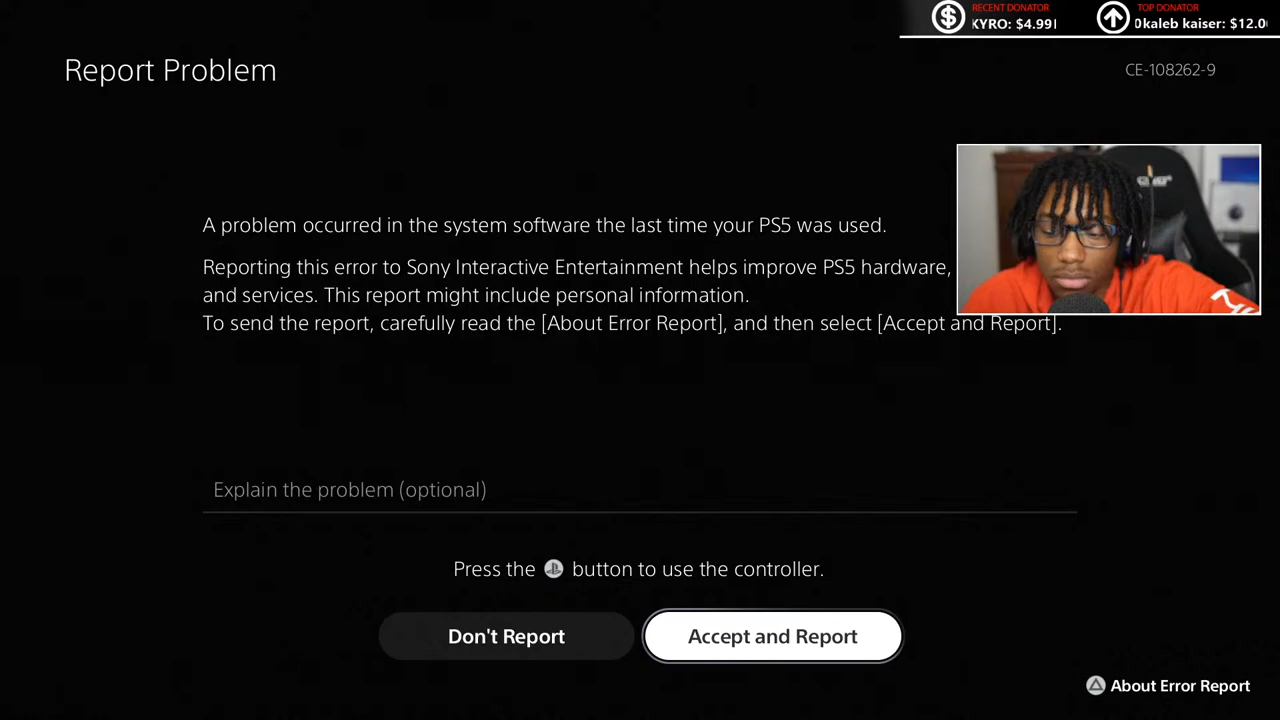 RECENT DONATOR
KYRO: $4.99
TOP DONATOR
kaleb kaiser: $12.0
Report Problem
CE-108262-9
A problem occurred in the system software the last time your PS5 was used.
Reporting this error to Sony Interactive Entertainment helps improve PS5 hardware,
and services. This report might include personal information.
To send the report, carefully read the [About Error Report], and then select [Accept and Report].
Explain the problem (optional)
Press the button to use the controller.
Don't Report
Accept and Report
About Error Report